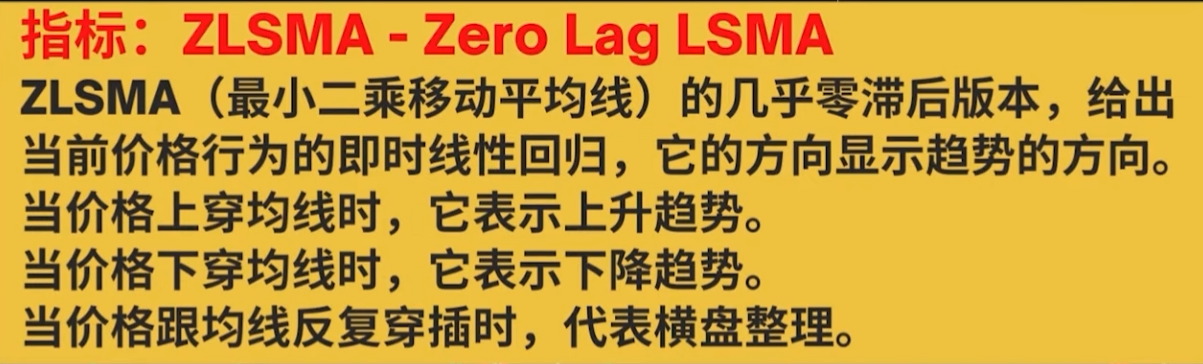 指标：ZLSMA - Zero Lag LSMA
ZLSMA（最小二乘移动平均线）的几乎零滞后版本，给出
当前价格行为的即时线性回归，它的方向显示趋势的方向。
当价格上穿均线时，它表示上升趋势。
当价格下穿均线时，它表示下降趋势。
当价格跟均线反复穿插时，代表横盘整理。